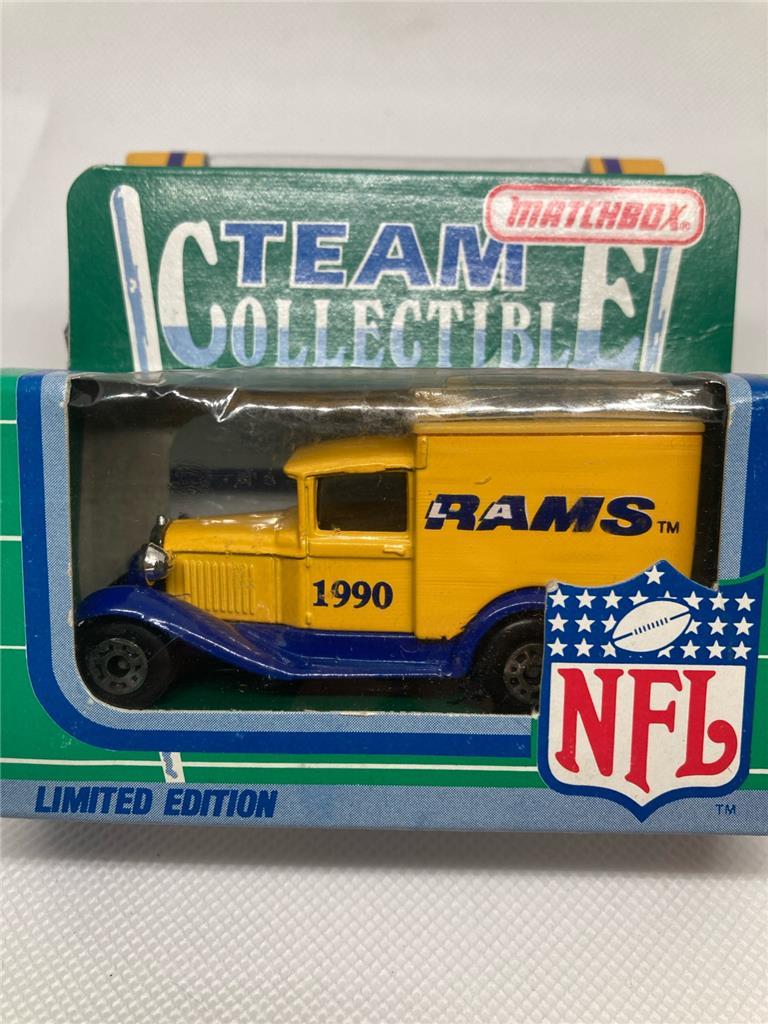 MATCHBOX
TEAM
COLLECTIBLE
LA RAMS TM
1990
NFL
LIMITED EDITION
TM